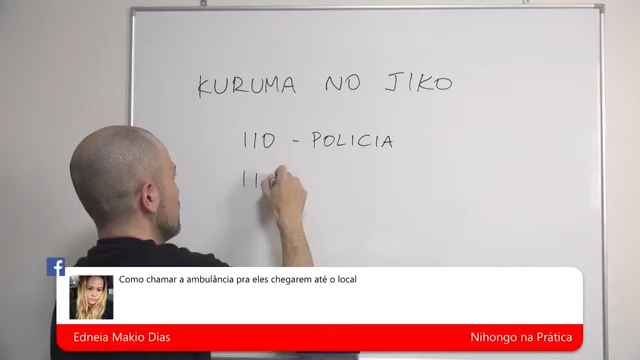 KURUMA NO JIKO
110 - POLICIA
11
Como chamar a ambulância pra eles chegarem até o local
Edneia Makio Dias
Nihongo na Prática